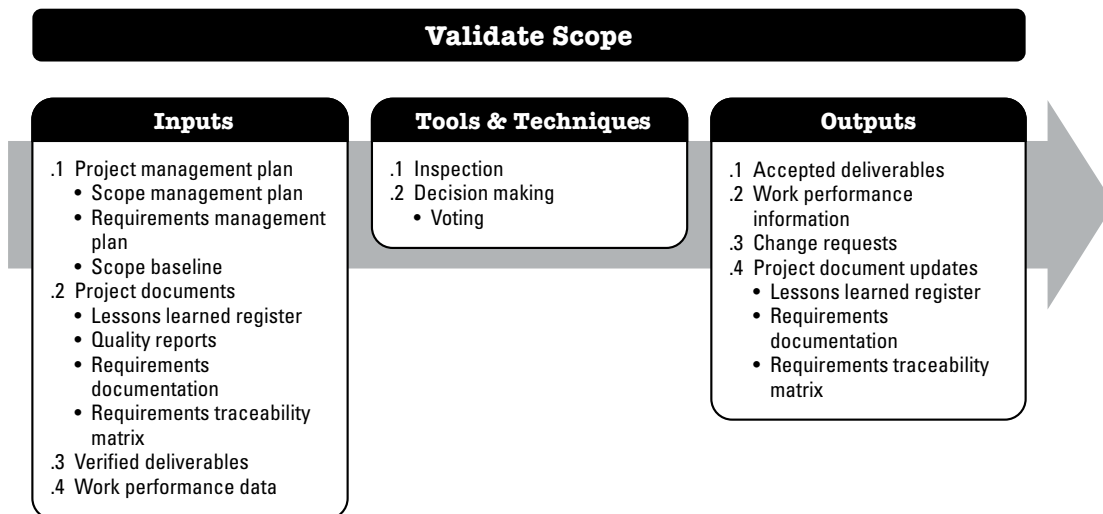 Validate Scope
Inputs
.1 Project management plan
• Scope management plan
• Requirements management
plan
• Scope baseline
.2 Project documents
• Lessons learned register
• Quality reports
• Requirements
documentation
• Requirements traceability
matrix
.3 Verified deliverables
.4 Work performance data
Tools & Techniques
.1 Inspection
.2 Decision making
• Voting
Outputs
.1 Accepted deliverables
.2 Work performance
information
.3 Change requests
.4 Project document updates
• Lessons learned register
• Requirements
documentation
• Requirements traceability
matrix